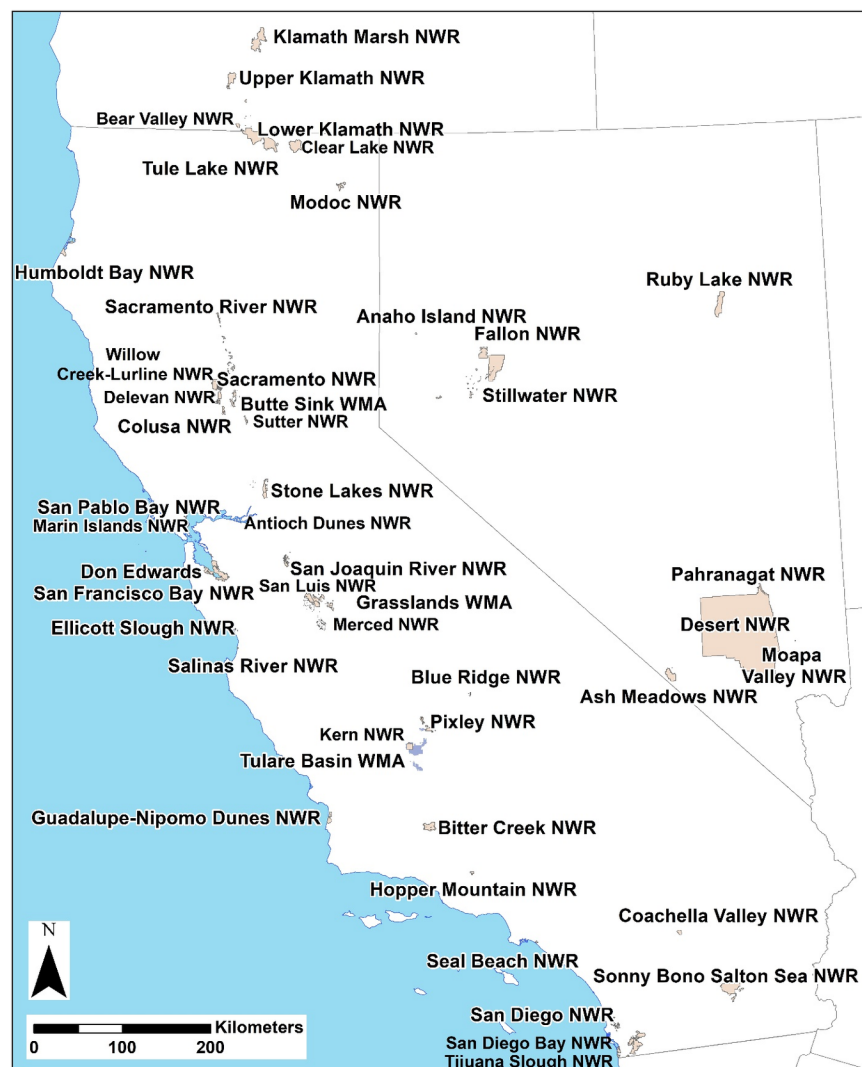 Klamath Marsh NWR
Upper Klamath NWR
Bear Valley NWR
Lower Klamath NWR
Clear Lake NWR
Tule Lake NWR
Modoc NWR
Humboldt Bay NWR
Ruby Lake NWR
Sacramento River NWR
Anaho Island NWR
Fallon NWR
Willow
Creek-Lurline NWR
Sacramento NWR
Delevan NWR
Butte Sink WMA
Stillwater NWR
Colusa NWR
Sutter NWR
Stone Lakes NWR
San Pablo Bay NWR
Marin Islands NWR
Antioch Dunes NWR
Don Edwards
San Francisco Bay NWR
San Joaquin River NWR
San Luis NWR
Grasslands WMA
Merced NWR
Pahranagat NWR
Desert NWR
Moapa
Valley NWR
Ash Meadows NWR
Ellicott Slough NWR
Salinas River NWR
Blue Ridge NWR
Pixley NWR
Kern NWR
Tulare Basin WMA
Guadalupe-Nipomo Dunes NWR
Bitter Creek NWR
Hopper Mountain NWR
Coachella Valley NWR
Seal Beach NWR
Sonny Bono Salton Sea NWR
San Diego NWR
San Diego Bay NWR
Tijuana Slough NWR
N
Kilometers
0 100 200